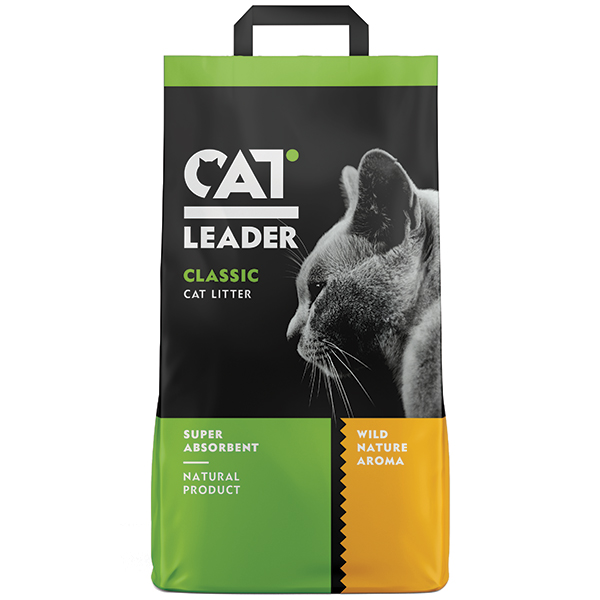 CAT
LEADER
CLASSIC
CAT LITTER
SUPER
ABSORBENT
NATURAL
PRODUCT
WILD
NATURE
AROMA